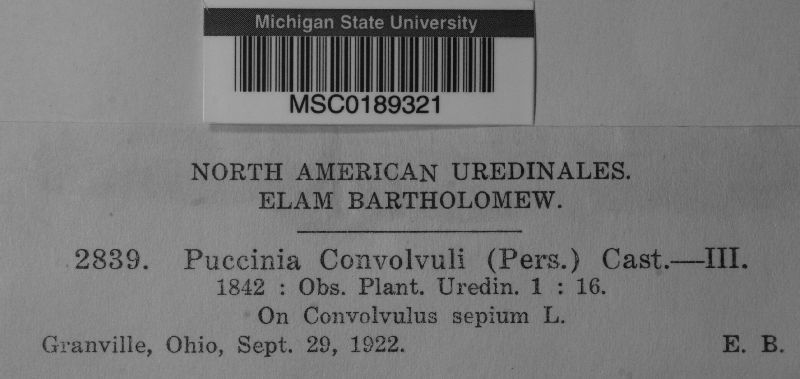 Michigan State University
MSC0189321
NORTH AMERICAN UREDINALES.
ELAM BARTHOLOMEW.
2839. Puccinia Convolvuli (Pers.) Cast.—III.
1842 : Obs. Plant. Uredin. 1 : 16.
On Convolvulus sepium L.
Granville, Ohio, Sept. 29, 1922. E. B.